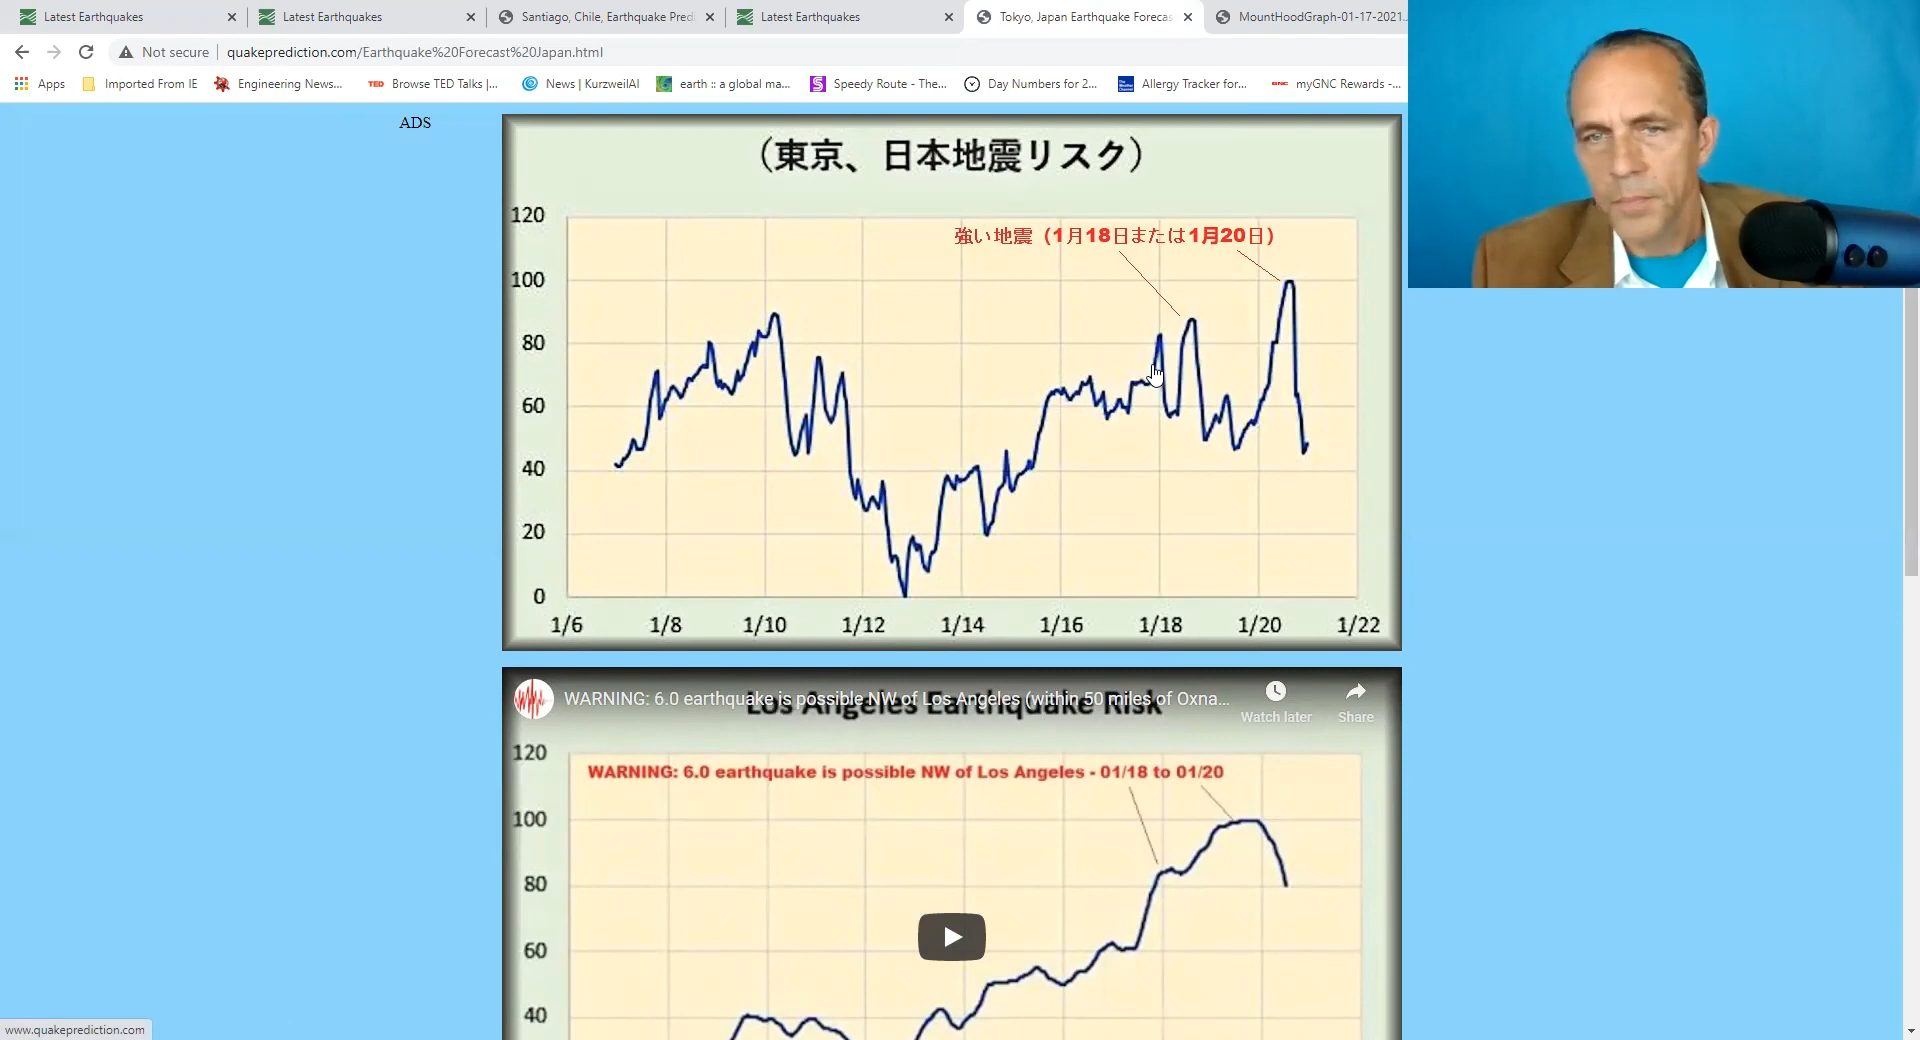 Latest Earthquakes
Latest Earthquakes
Santiago, Chile, Earthquake Pred
Latest Earthquakes
Tokyo, Japan Earthquake Forecas
MountHoodGraph-01-17-2021.
Not secure
quakeprediction.com/Earthquake%20Forecast%20Japan.html
Apps
Imported From IE
Engineering News...
TED
Browse TED Talks |...
News | KurzweilAI
earth :: a global ma...
Speedy Route - The...
Day Numbers for 2...
Allergy Tracker for...
GNC
myGNC Rewards -...
ADS
（東京、日本地震リスク）
120
強い地震（1月18日または1月20日）
100
80
60
40
20
0
1/6 1/8 1/10 1/12 1/14 1/16 1/18 1/20 1/22
WARNING: 6.0 earthquake is possible NW of Los Angeles (within 50 miles of Oxna...
Los Angeles Earthquake Risk
Watch later
Share
120
WARNING: 6.0 earthquake is possible NW of Los Angeles - 01/18 to 01/20
100
80
60
40
www.quakeprediction.com